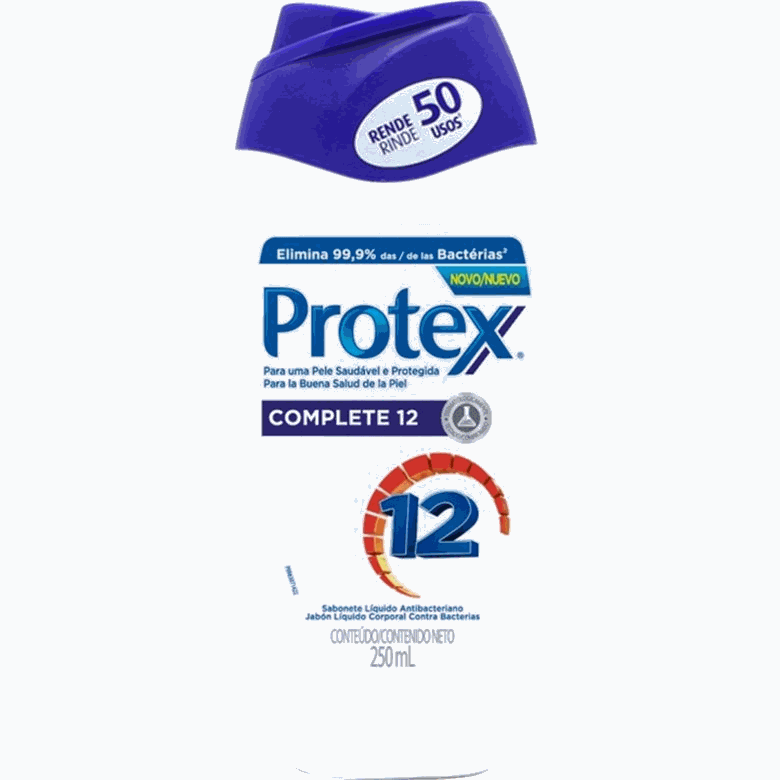 RENDE 50
RINDE USOS*
Elimina 99,9% das / de las Bactérias²
NOVO/NUEVO
Protex®
Para uma Pele Saudável e Protegida
Para la Buena Salud de la Piel
COMPLETE 12
12
Sabonete Líquido Antibacteriano
Jabón Líquido Corporal Contra Bacterias
CONTEÚDO/CONTENIDO NETO
250 mL